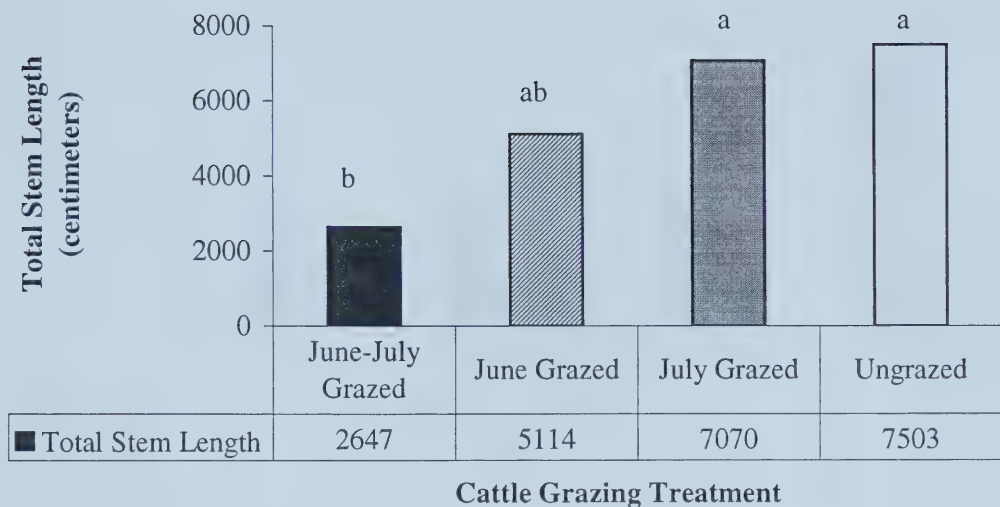 Total Stem Length
(centimeters)
8000
6000
4000
2000
0
b
ab
a
a
June-July
Grazed
June Grazed
July Grazed
Ungrazed
Total Stem Length
2647
5114
7070
7503
Cattle Grazing Treatment